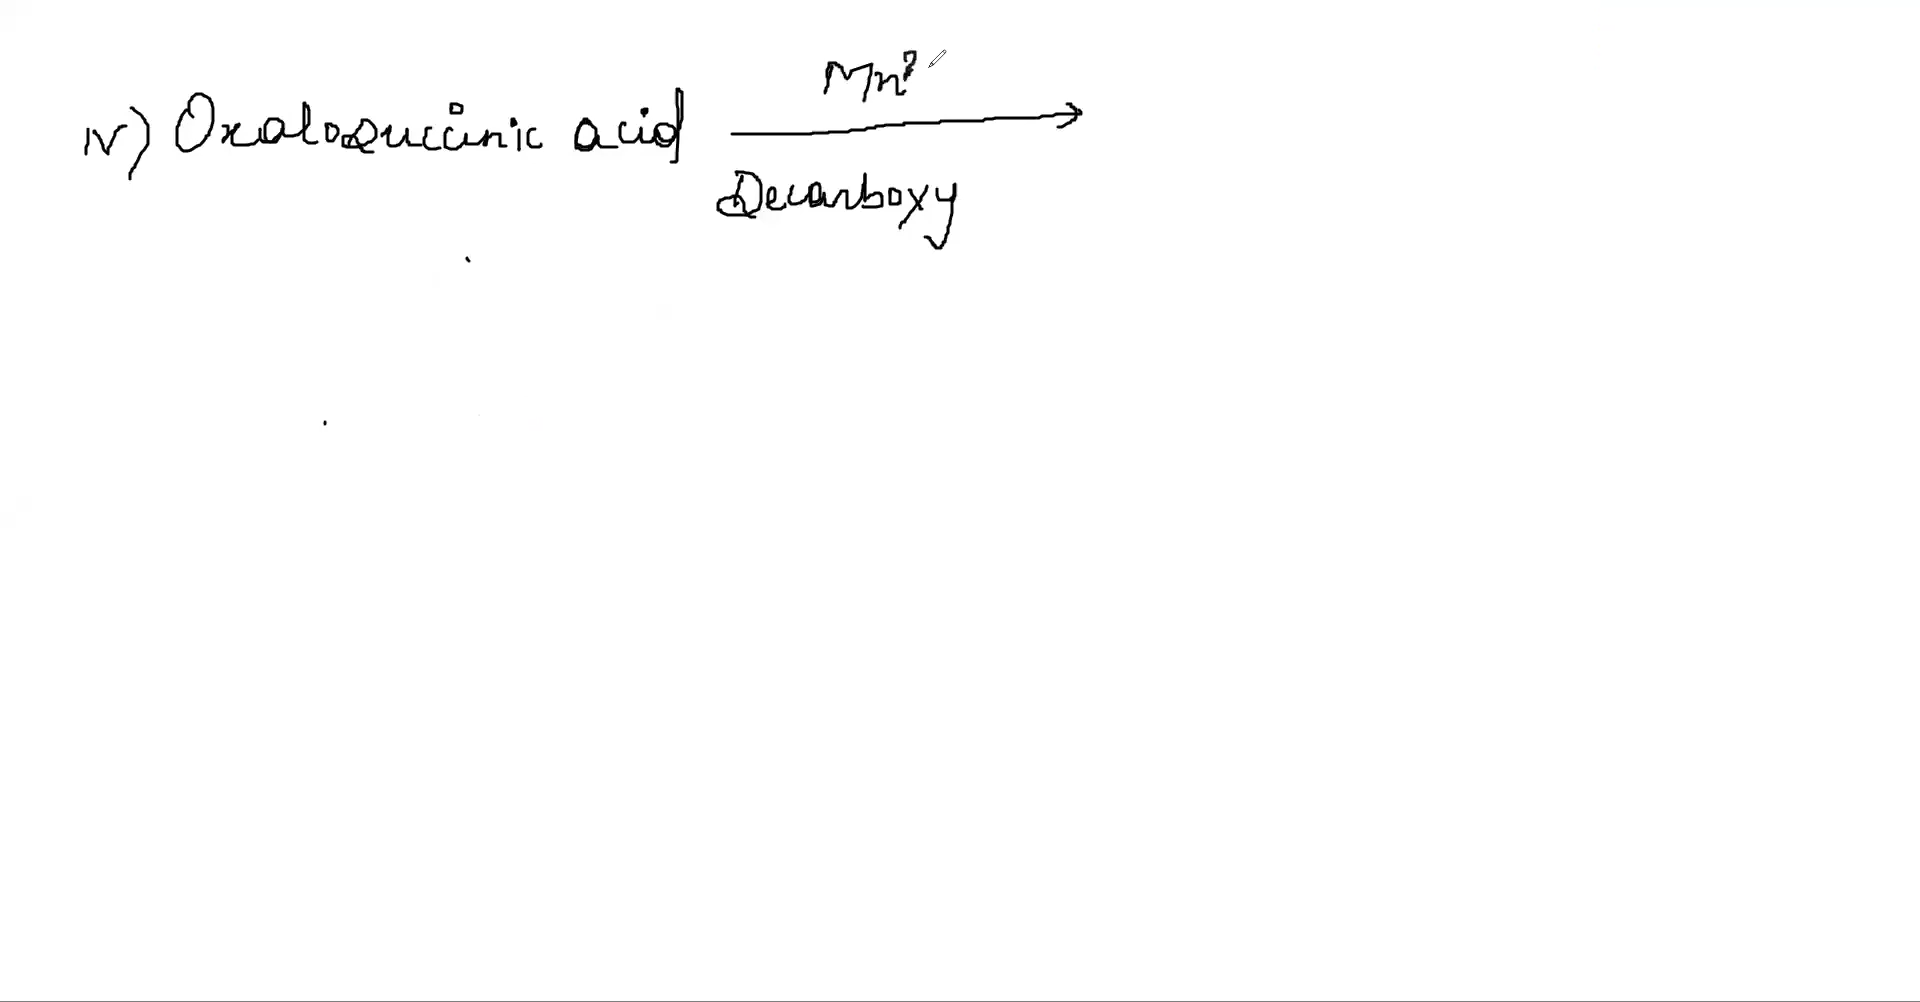 Mn²
IV) Oxalosuccinic acid ⟶
Decarboxy